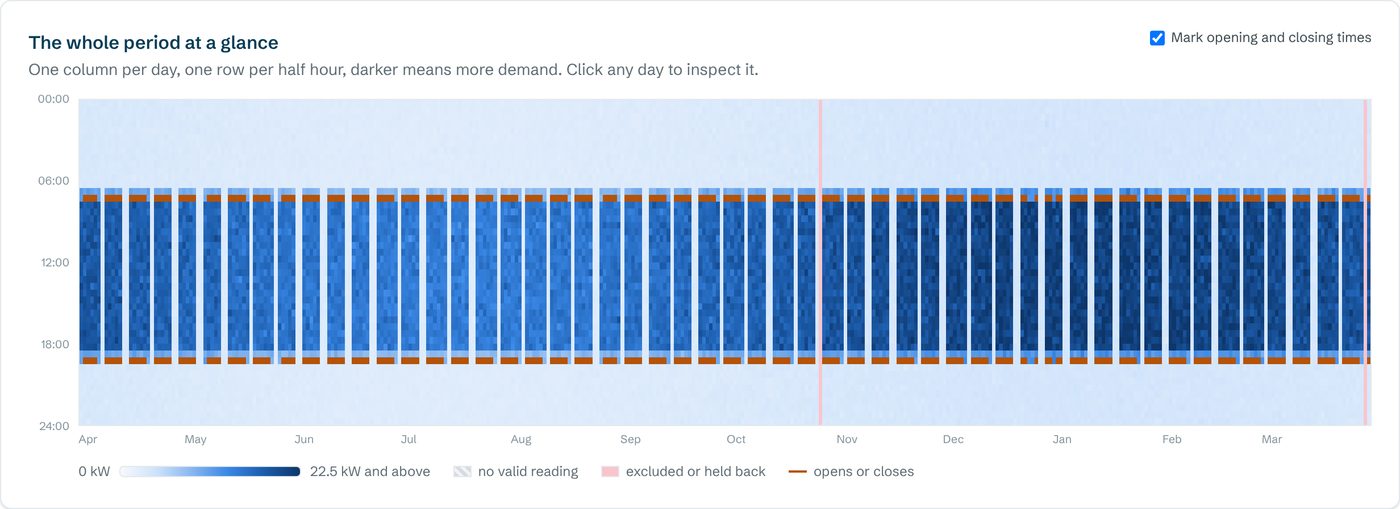 The whole period at a glance
Mark opening and closing times
One column per day, one row per half hour, darker means more demand. Click any day to inspect it.
00:00
06:00
12:00
18:00
24:00
Apr May Jun Jul Aug Sep Oct Nov Dec Jan Feb Mar
0 kW 22.5 kW and above no valid reading excluded or held back opens or closes